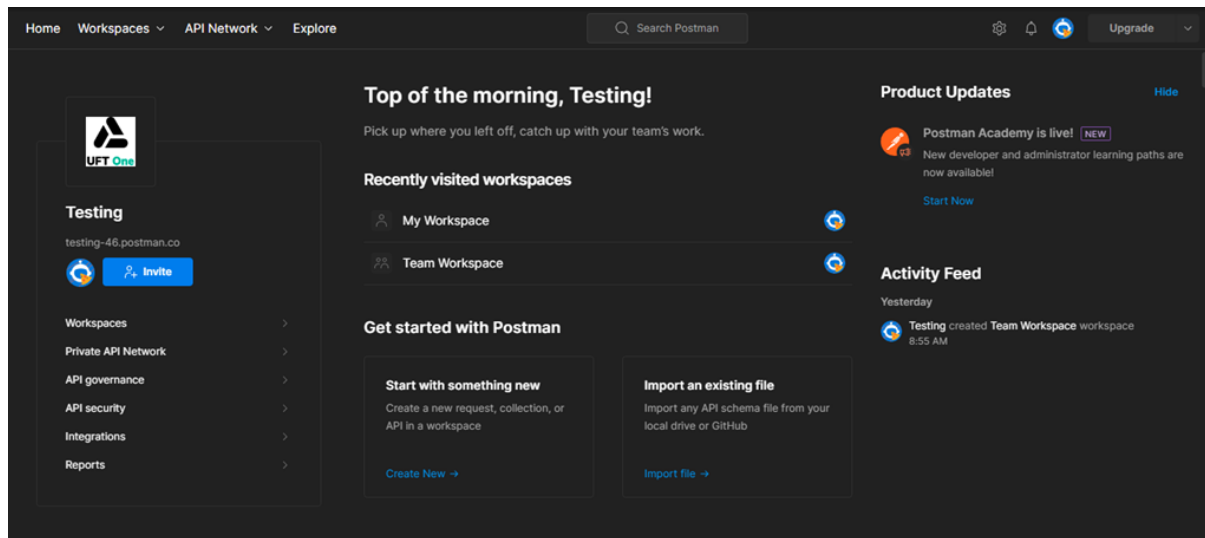 Home Workspaces API Network Explore Search Postman Upgrade
UFT One
Testing
testing-46.postman.co
Invite
Workspaces
Private API Network
API governance
API security
Integrations
Reports
Top of the morning, Testing!
Pick up where you left off, catch up with your team's work.
Recently visited workspaces
My Workspace
Team Workspace
Get started with Postman
Start with something new
Create a new request, collection, or
API in a workspace
Create New →
Import an existing file
Import any API schema file from your
local drive or GitHub
Import file →
Product Updates Hide
Postman Academy is live! NEW
New developer and administrator learning paths are
now available!
Start Now
Activity Feed
Yesterday
Testing created Team Workspace workspace
8:55 AM